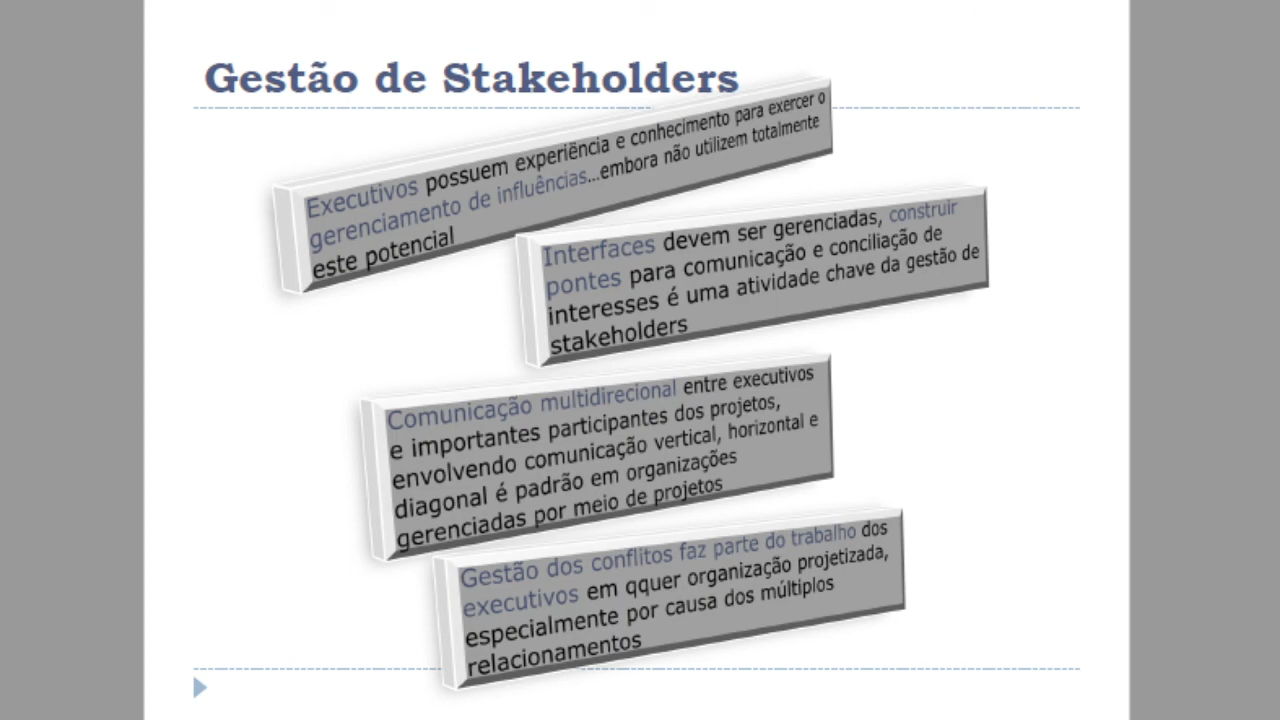 Gestão de Stakeholders
Executivos possuem experiência e conhecimento para exercer o
gerenciamento de influências...embora não utilizem totalmente
este potencial
Interfaces devem ser gerenciadas, construir
pontes para comunicação e conciliação de
interesses é uma atividade chave da gestão de
stakeholders
Comunicação multidirecional entre executivos
e importantes participantes dos projetos,
envolvendo comunicação vertical, horizontal e
diagonal é padrão em organizações
gerenciadas por meio de projetos
Gestão dos conflitos faz parte do trabalho dos
executivos em qquer organização projetizada,
especialmente por causa dos múltiplos
relacionamentos